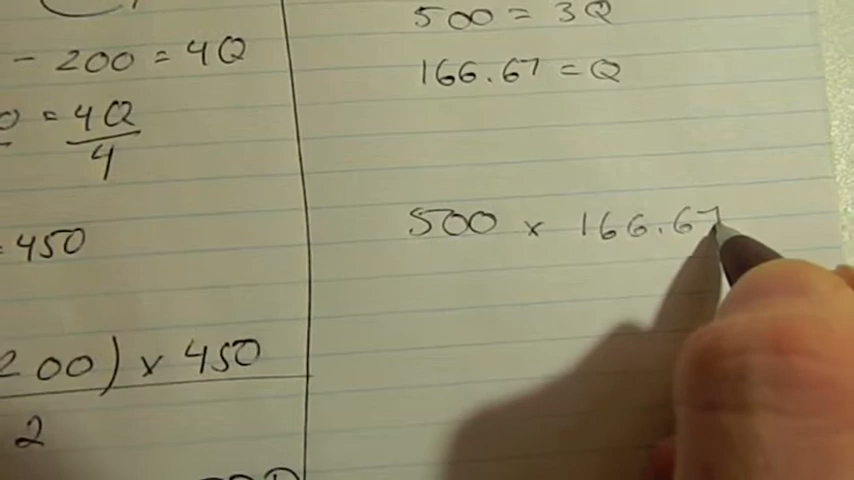 - 200 = 4Q
= 4Q
4
= 450
200) x 450
2
500 = 3Q
166.67 = Q
500 x 166.67